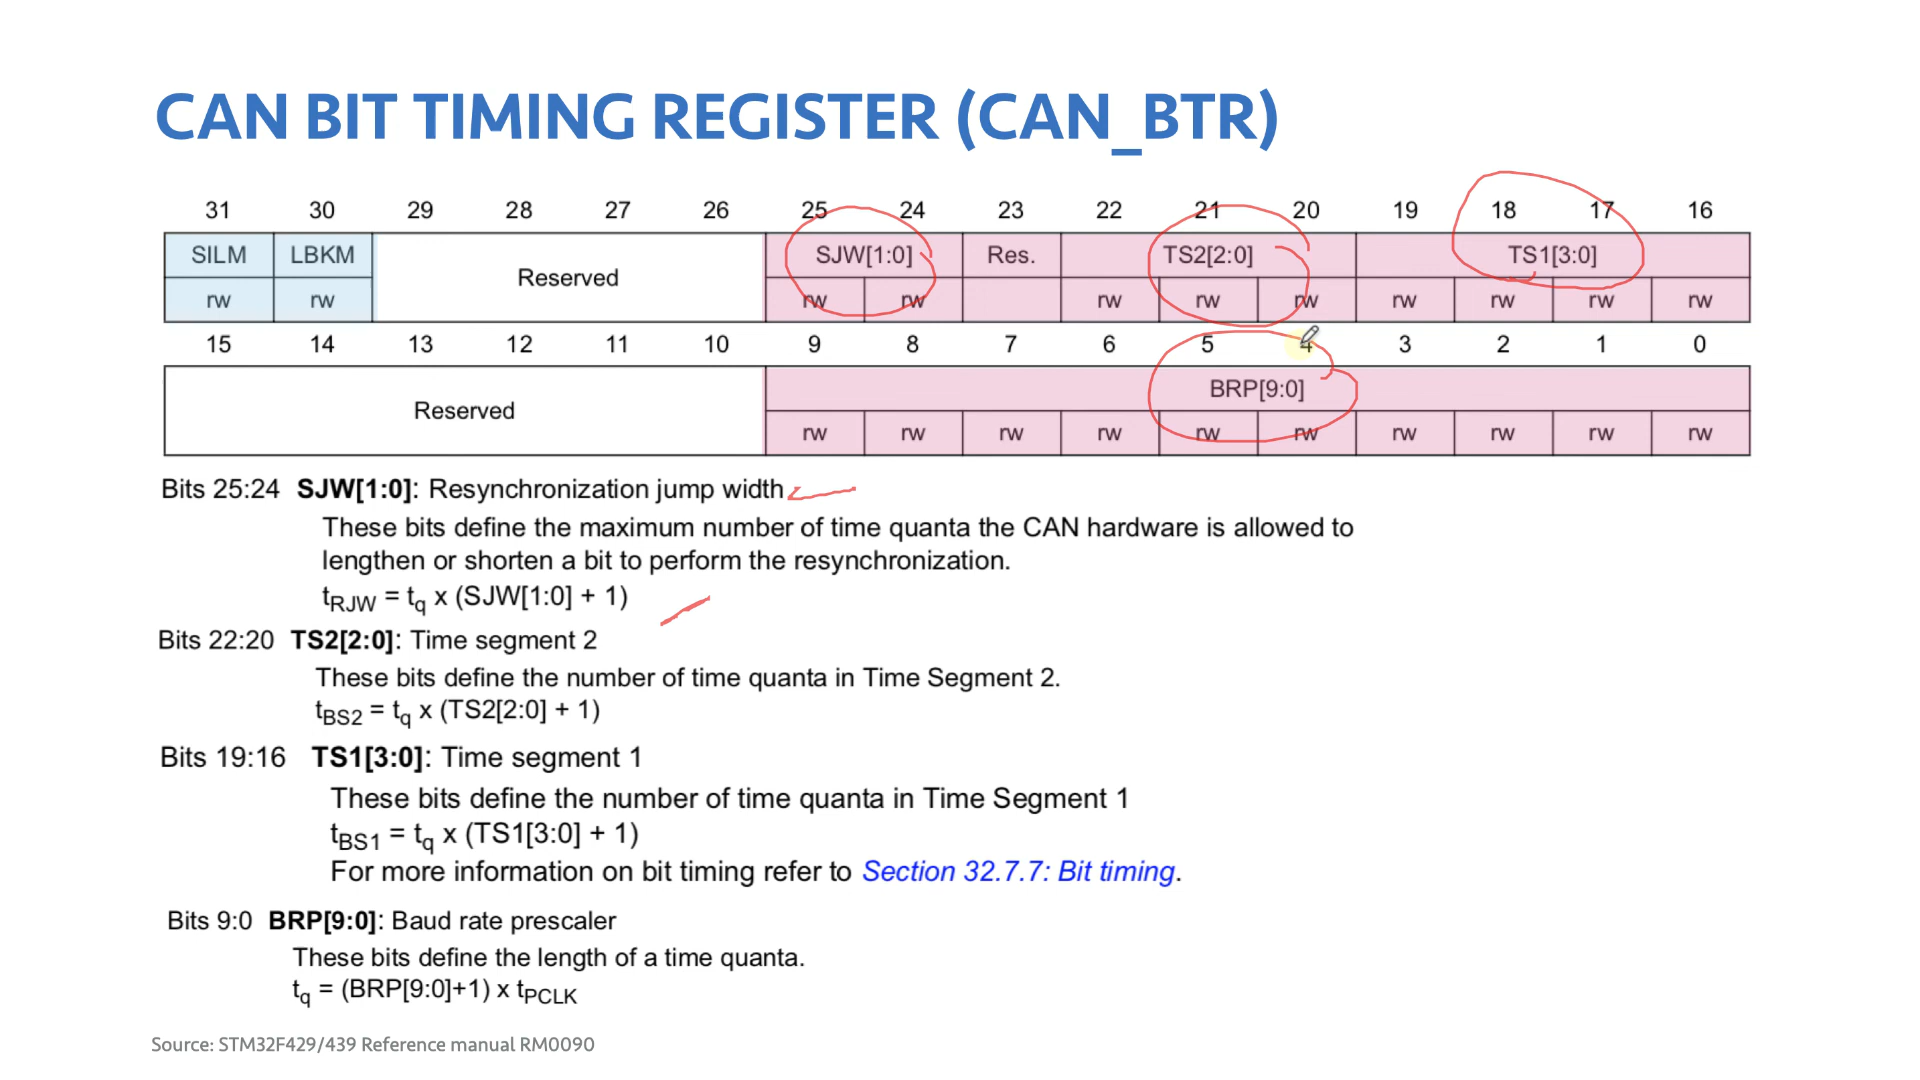 CAN BIT TIMING REGISTER (CAN_BTR)
31 30 29 28 27 26 25 24 23 22 21 20 19 18 17 16
SILM LBKM Reserved SJW[1:0] Res. TS2[2:0] TS1[3:0]
rw rw rw rw rw rw rw rw rw rw rw
15 14 13 12 11 10 9 8 7 6 5 4 3 2 1 0
Reserved BRP[9:0]
rw rw rw rw rw rw rw rw rw rw
Bits 25:24 SJW[1:0]: Resynchronization jump width
These bits define the maximum number of time quanta the CAN hardware is allowed to
lengthen or shorten a bit to perform the resynchronization.
tRJW = tq x (SJW[1:0] + 1)
Bits 22:20 TS2[2:0]: Time segment 2
These bits define the number of time quanta in Time Segment 2.
tBS2 = tq x (TS2[2:0] + 1)
Bits 19:16 TS1[3:0]: Time segment 1
These bits define the number of time quanta in Time Segment 1
tBS1 = tq x (TS1[3:0] + 1)
For more information on bit timing refer to Section 32.7.7: Bit timing.
Bits 9:0 BRP[9:0]: Baud rate prescaler
These bits define the length of a time quanta.
tq = (BRP[9:0]+1) x tPCLK
Source: STM32F429/439 Reference manual RM0090